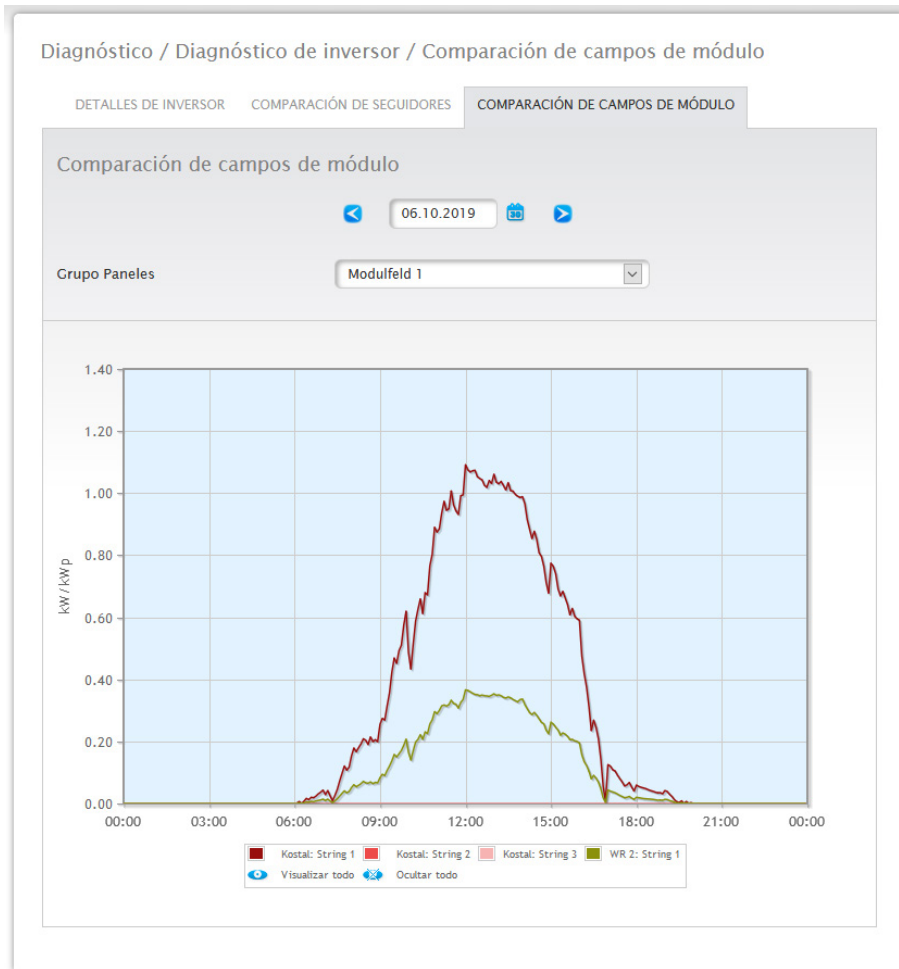 Diagnóstico / Diagnóstico de inversor / Comparación de campos de módulo
DETALLES DE INVERSOR COMPARACIÓN DE SEGUIDORES COMPARACIÓN DE CAMPOS DE MÓDULO
Comparación de campos de módulo
06.10.2019 30
Grupo Paneles Modulfeld 1
1.40
1.20
1.00
0.80
0.60
0.40
0.20
0.00
kW/kWp
00:00 03:00 06:00 09:00 12:00 15:00 18:00 21:00 00:00
Kostal: String 1 Kostal: String 2 Kostal: String 3 WR 2: String 1
Visualizar todo Ocultar todo